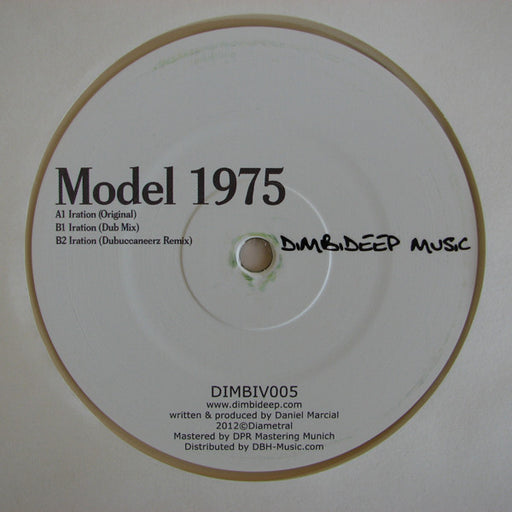 Model 1975
A1 Iration (Original)
B1 Iration (Dub Mix)
B2 Iration (Dubuccaneerz Remix)
DiMBiDEEP MUSiC
DIMBIV005
www.dimbideep.com
written & produced by Daniel Marcial
2012©Diametral
Mastered by DPR Mastering Munich
Distributed by DBH-Music.com